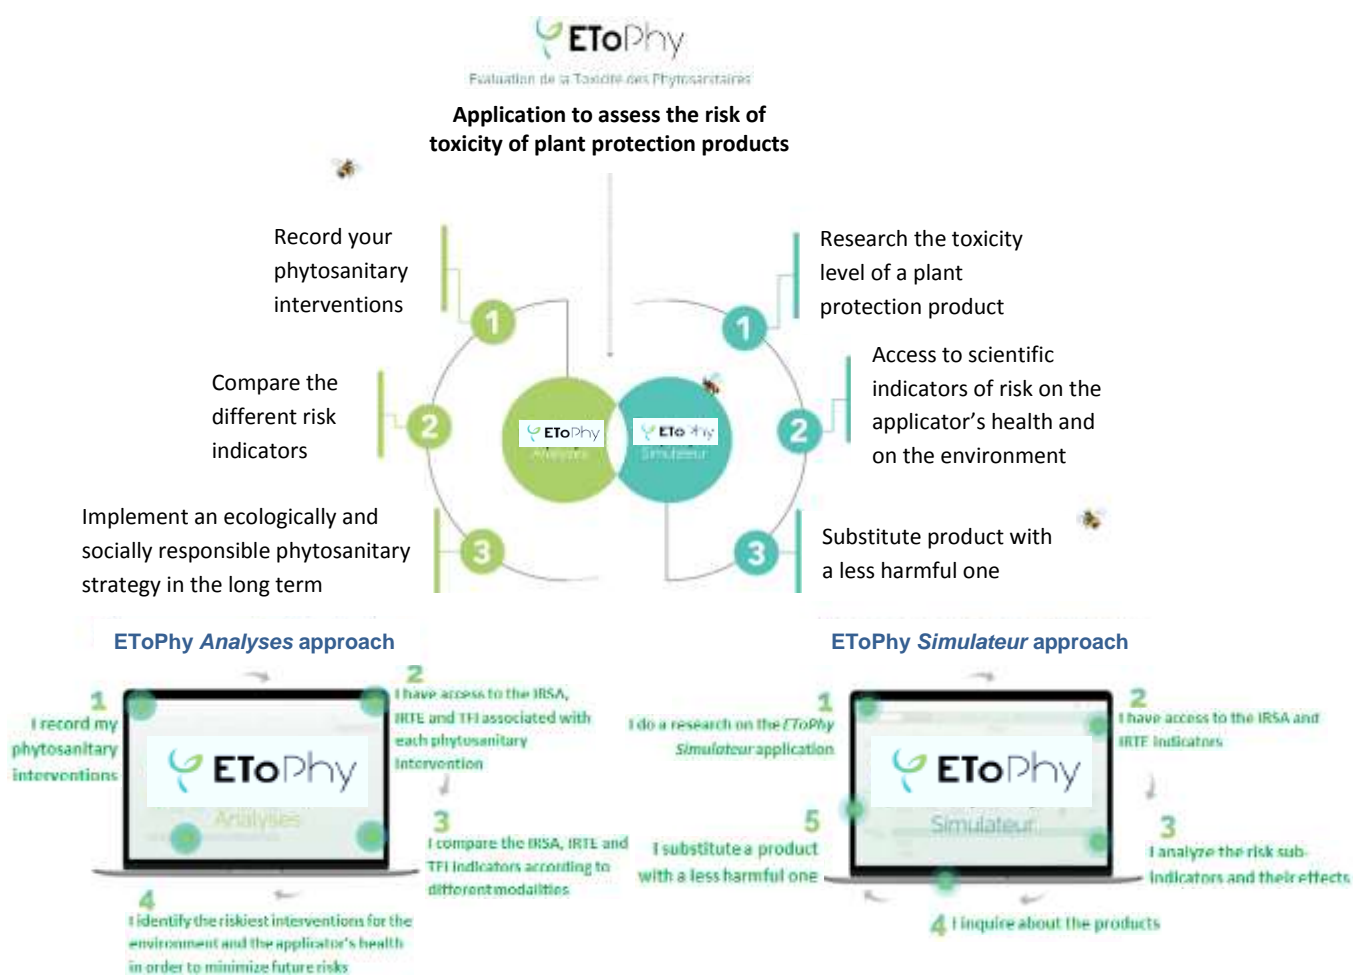 EToPhy
Evaluation de la Toxicité des Phytosanitaires
Application to assess the risk of
toxicity of plant protection products
Record your
phytosanitary
interventions
1
Compare the
different risk
indicators
2
Implement an ecologically and
socially responsible phytosanitary
strategy in the long term
3
EToPhy
Analyses
EToPhy
Simulateur
Research the toxicity
level of a plant
protection product
1
Access to scientific
indicators of risk on the
applicator's health and
on the environment
2
Substitute product with
a less harmful one
3
EToPhy Analyses approach
1
I record my
phytosanitary
interventions
2
I have access to the IRSA,
IRTE and TFI associated with
each phytosanitary
intervention
EToPhy
Analyses
3
I compare the IRSA, IRTE and
TFI indicators according to
different modalities
4
I identify the riskiest interventions for the
environment and the applicator's health
in order to minimize future risks
EToPhy Simulateur approach
1
I do a research on the EToPhy
Simulateur application
2
I have access to the IRSA and
IRTE indicators
EToPhy
Simulateur
3
I analyze the risk sub-
indicators and their effects
4 I inquire about the products
5
I substitute a product
with a less harmful one